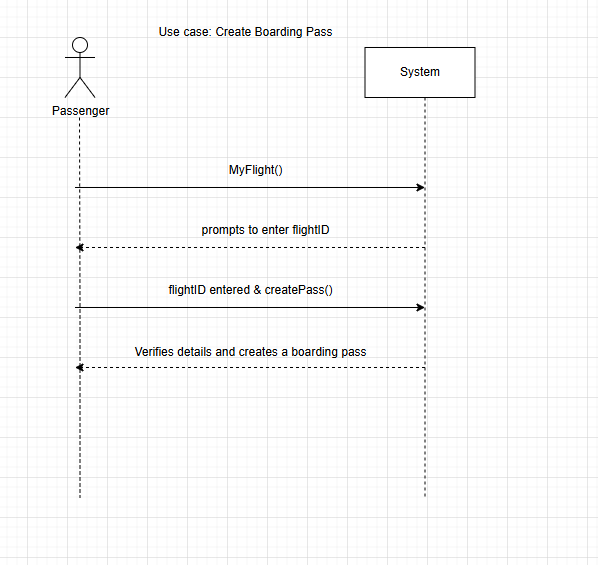 Use case: Create Boarding Pass
System
Passenger
MyFlight()
prompts to enter flightID
flightID entered & createPass()
Verifies details and creates a boarding pass